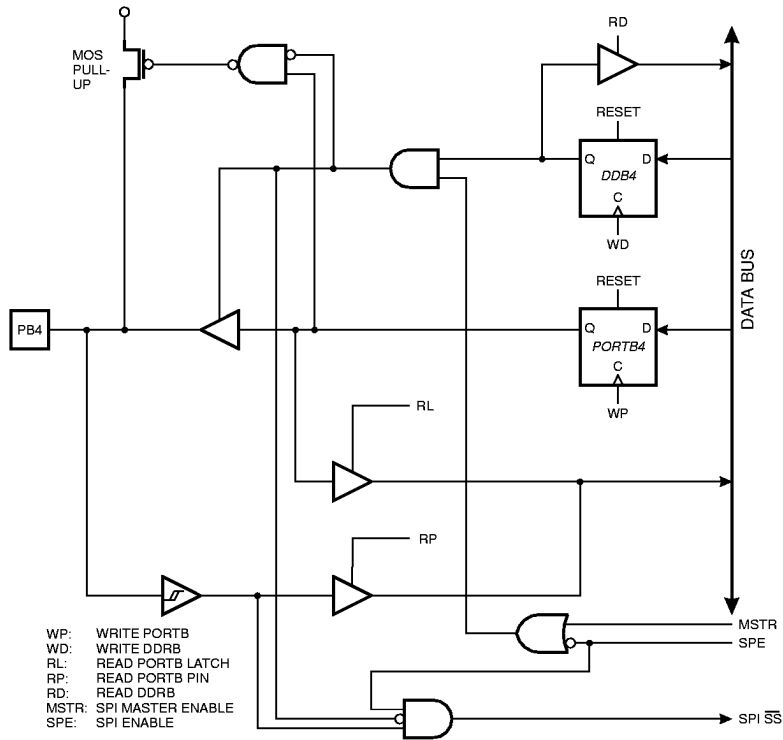 RD
MOS
PULL-
UP
RESET
Q D
DDB4
C
WD
DATA BUS
RESET
PB4
Q D
PORTB4
C
WP
RL
RP
WP: WRITE PORTB
WD: WRITE DDRB
RL: READ PORTB LATCH
RP: READ PORTB PIN
RD: READ DDRB
MSTR: SPI MASTER ENABLE
SPE: SPI ENABLE
MSTR
SPE
SPI S̅S̅